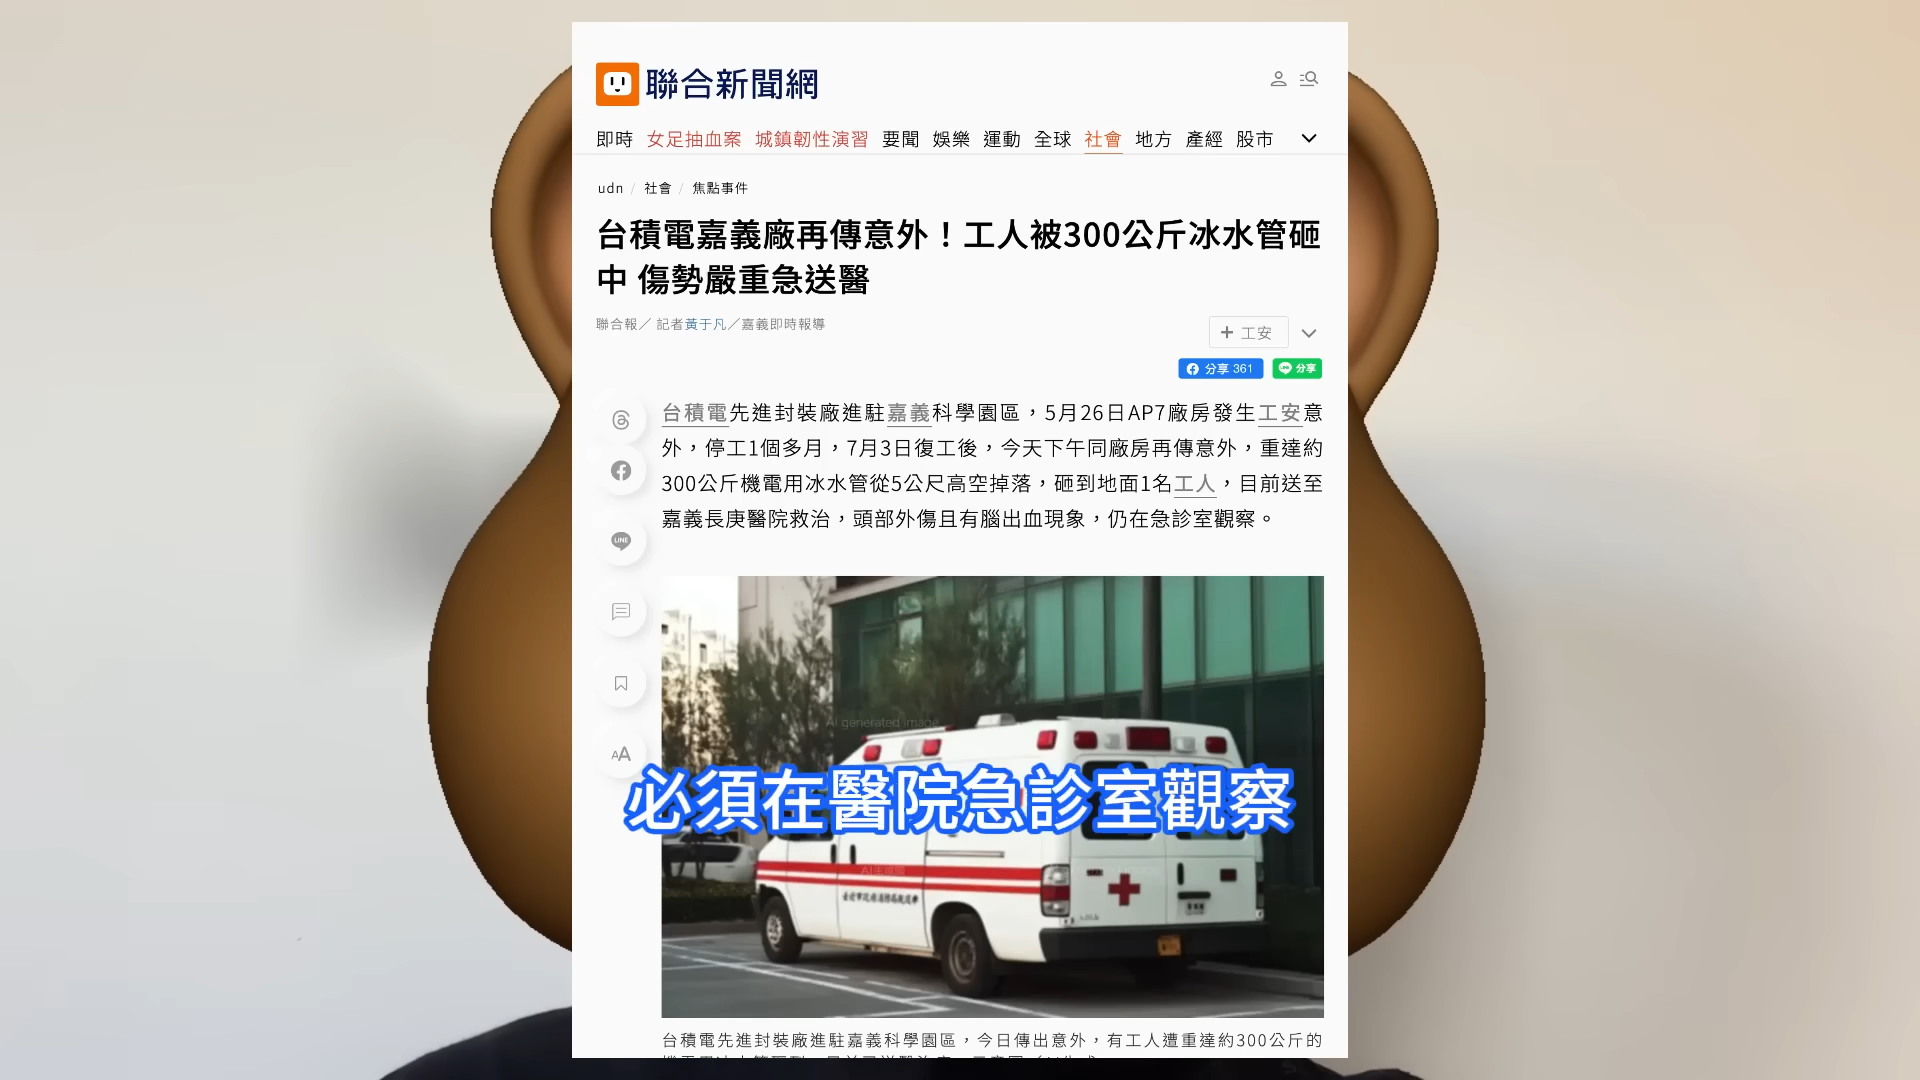 聯合新聞網
即時 女足抽血案 城鎮韌性演習 要聞 娛樂 運動 全球 社會 地方 產經 股市
udn / 社會 / 焦點事件
台積電嘉義廠再傳意外！工人被300公斤冰水管砸
中 傷勢嚴重急送醫
聯合報／ 記者黃于凡／嘉義即時報導
+ 工安
分享 361
分享
台積電先進封裝廠進駐嘉義科學園區，5月26日AP7廠房發生工安意
外，停工1個多月，7月3日復工後，今天下午同廠房再傳意外，重達約
300公斤機電用冰水管從5公尺高空掉落，砸到地面1名工人，目前送至
嘉義長庚醫院救治，頭部外傷且有腦出血現象，仍在急診室觀察。
LINE
AA
AI generated image
必須在醫院急診室觀察
台積電先進封裝廠進駐嘉義科學園區，今日傳出意外，有工人遭重達約300公斤的